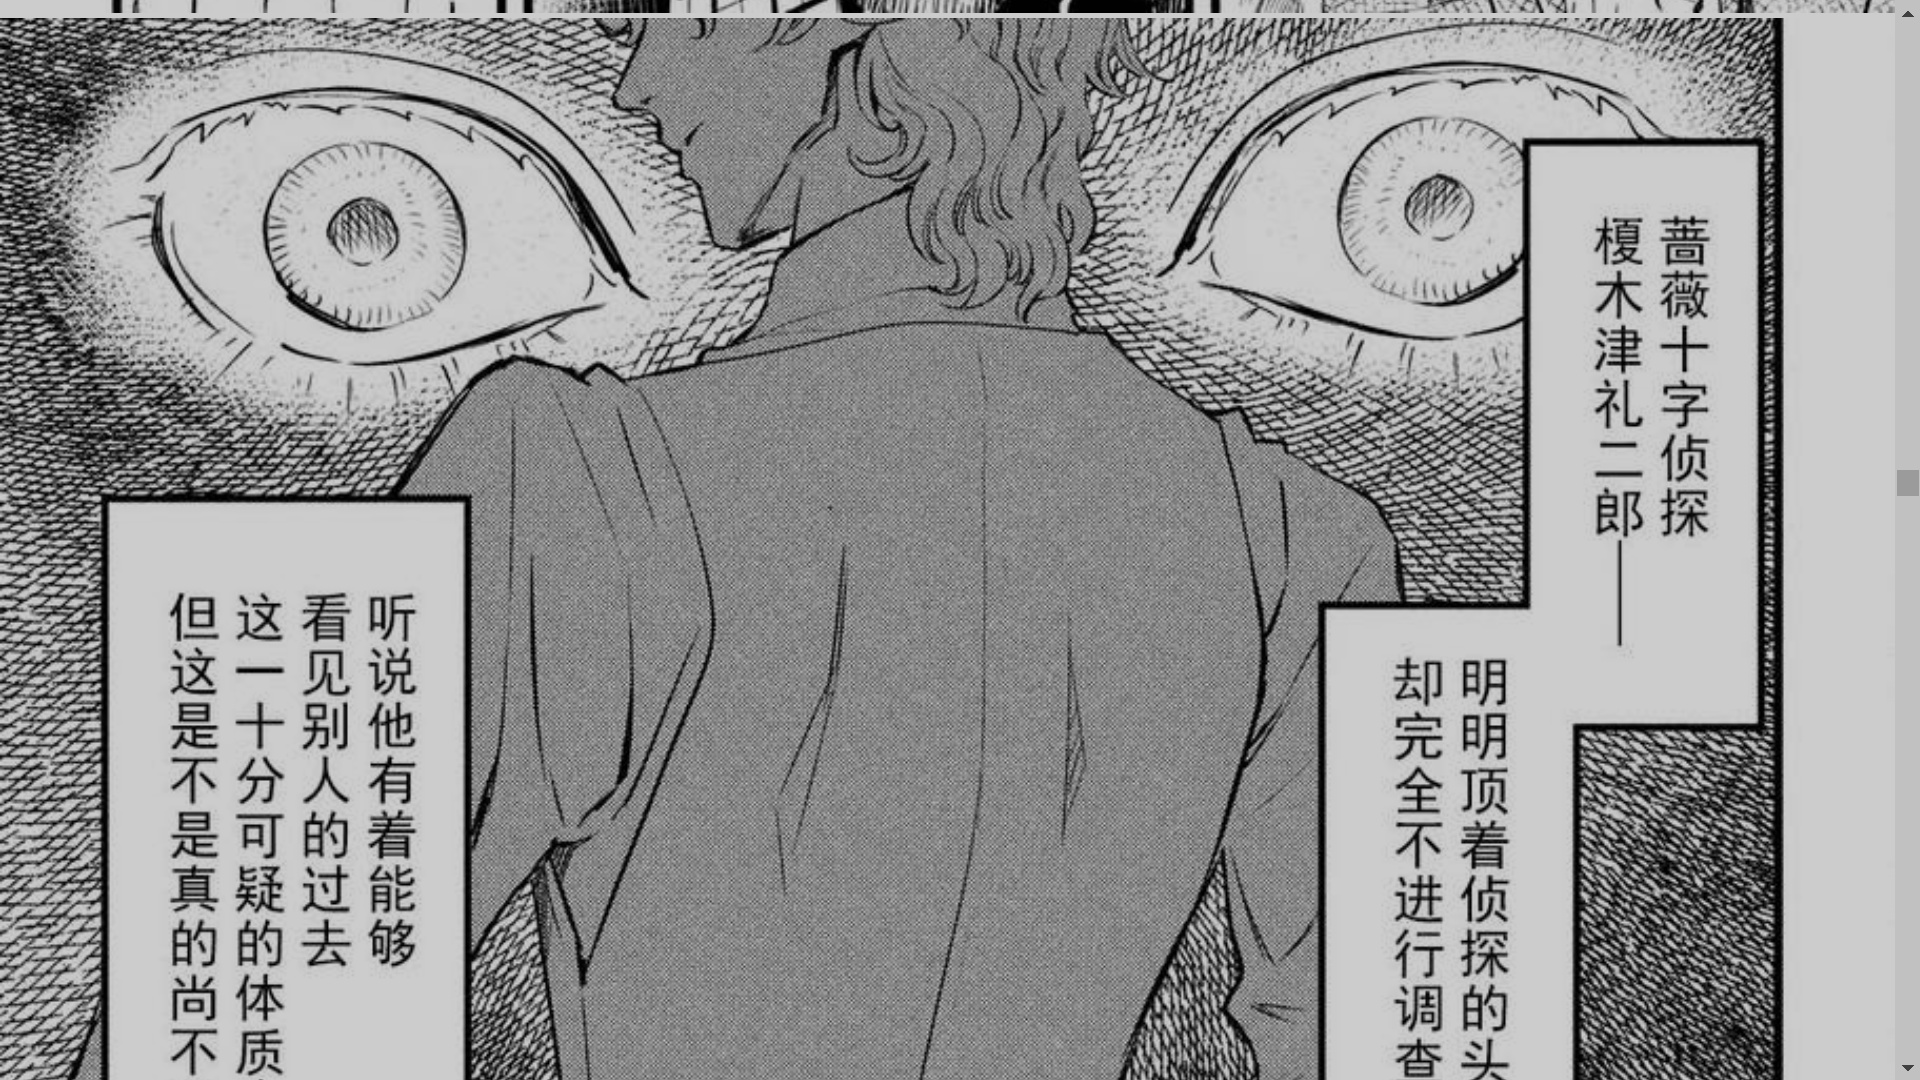 蔷薇十字侦探
榎木津礼二郎——
明明顶着侦探的头
却完全不进行调查
听说他有着能够
看见别人的过去
这一十分可疑的体质
但这是不是真的尚不